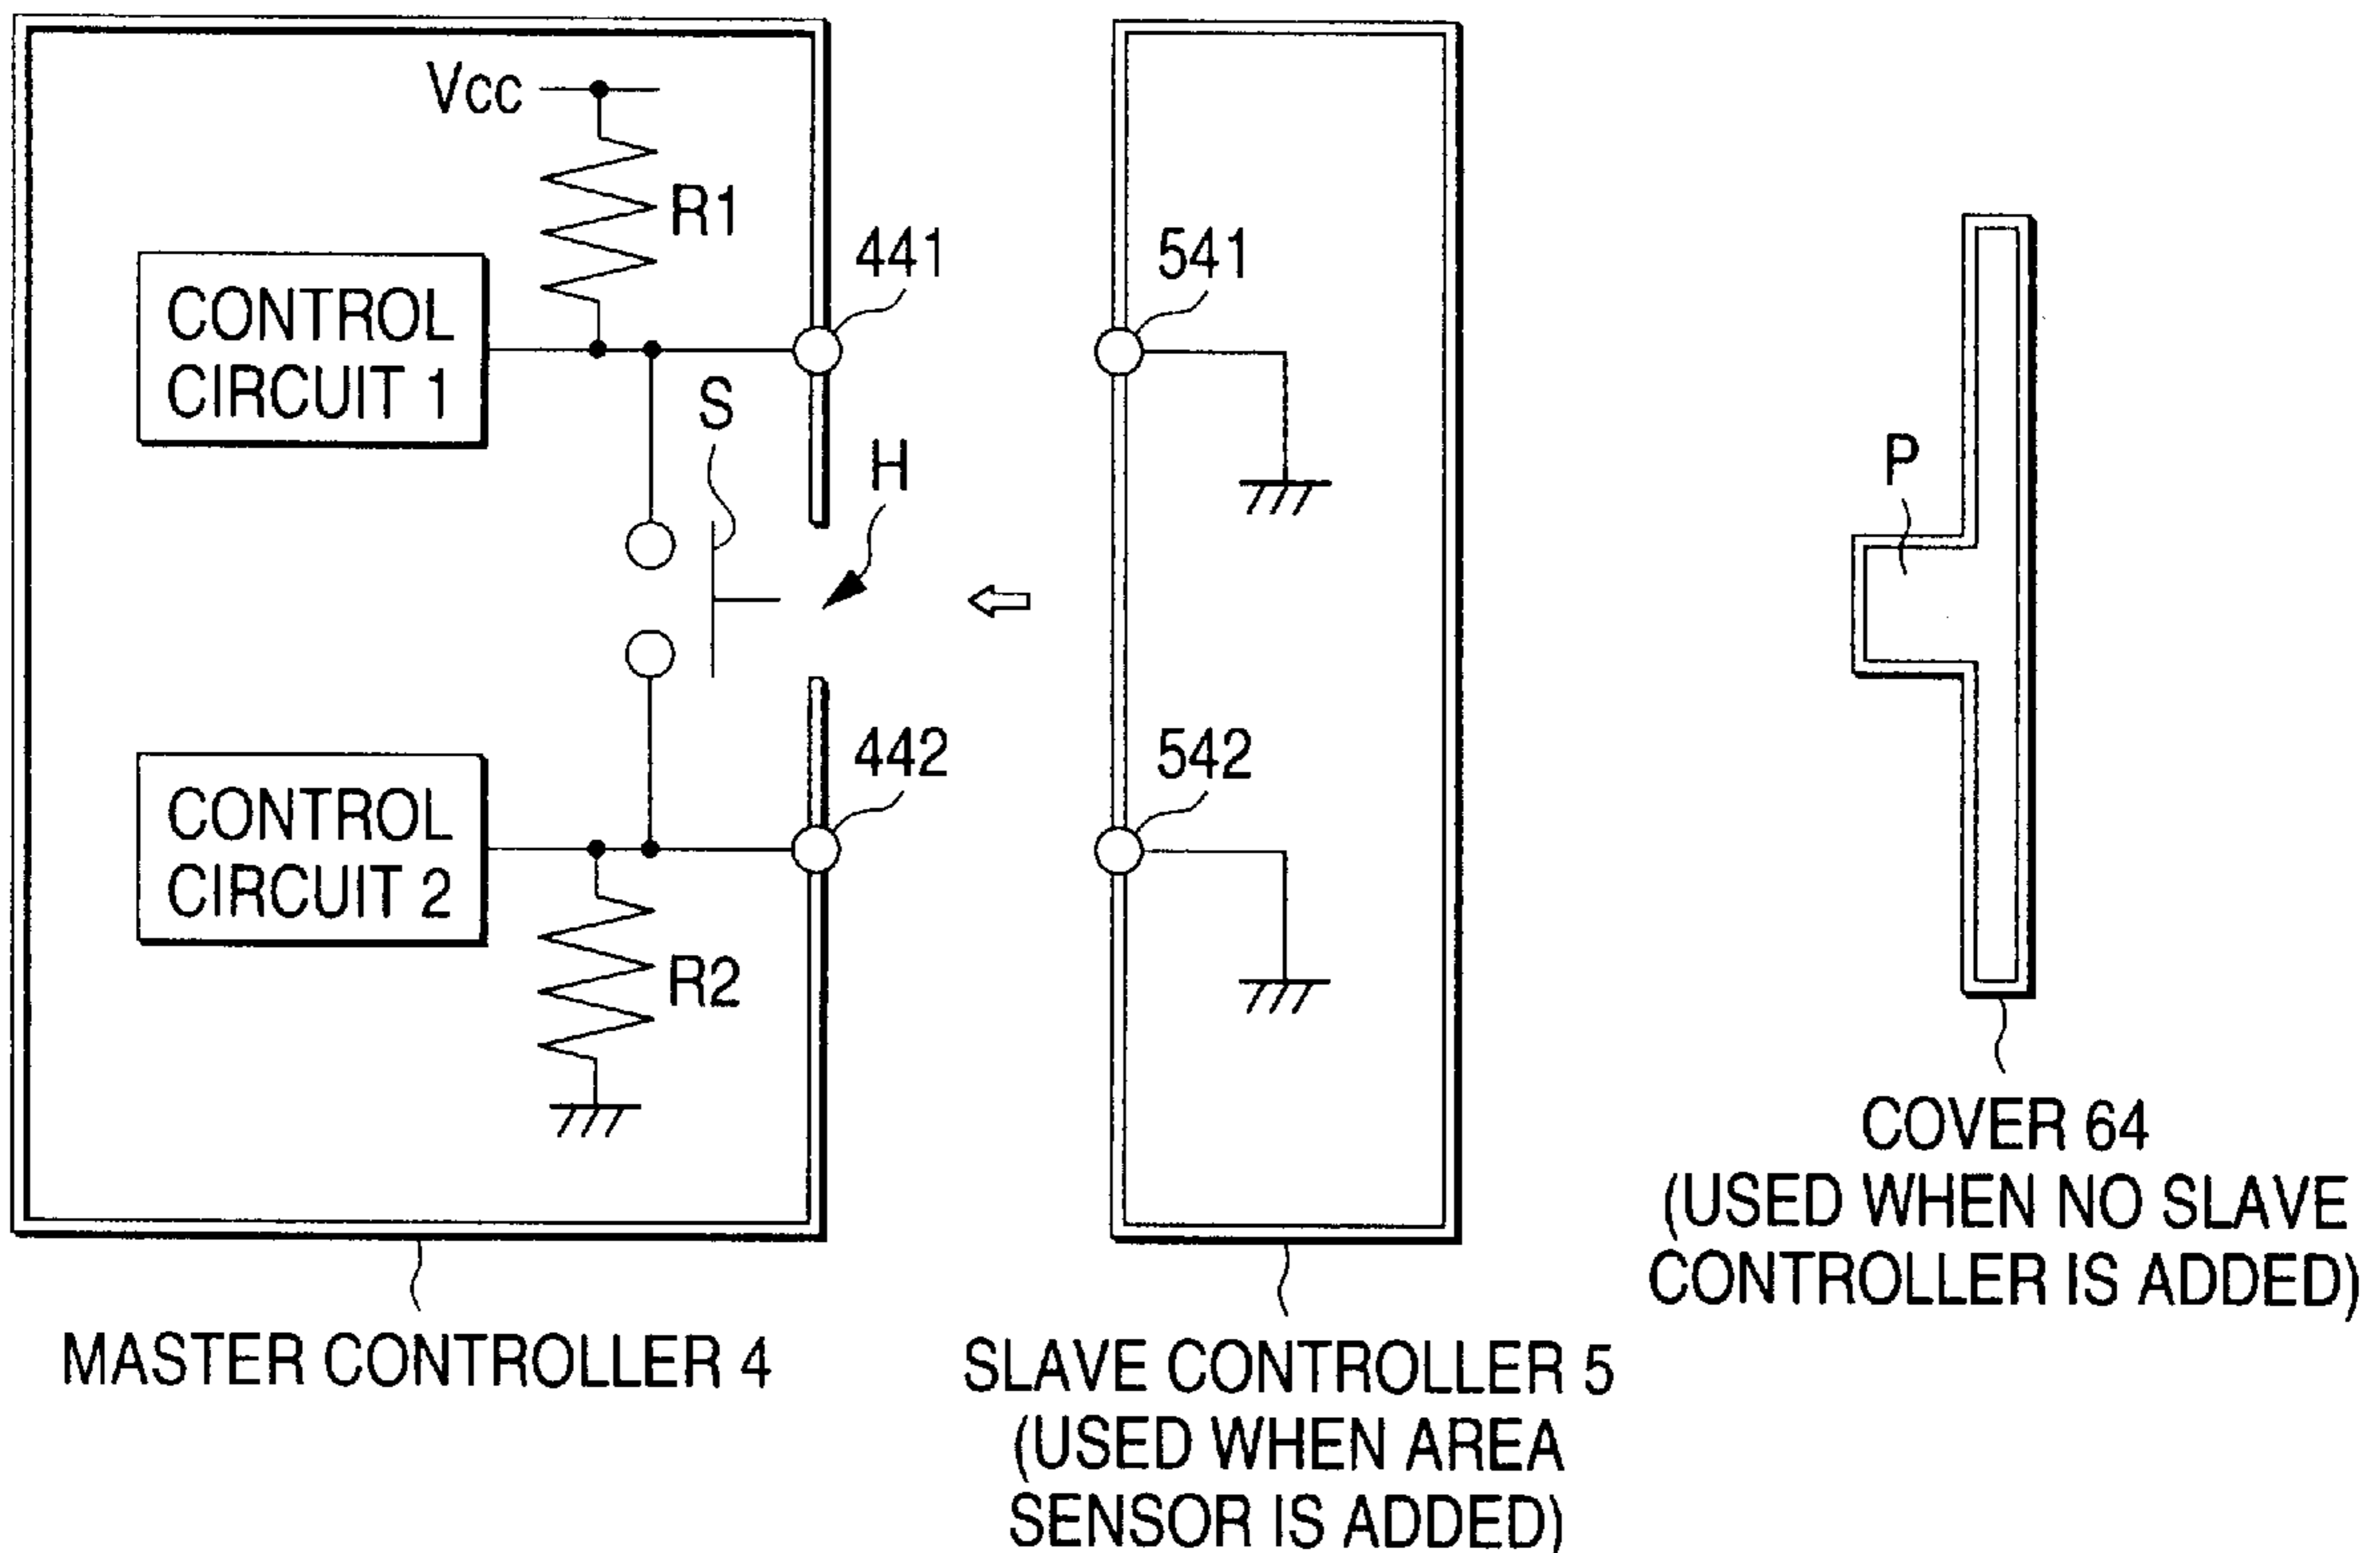 Vcc
R1
441
CONTROL
CIRCUIT 1
S
H
442
CONTROL
CIRCUIT 2
R2
MASTER CONTROLLER 4
541
542
SLAVE CONTROLLER 5
(USED WHEN AREA
SENSOR IS ADDED)
P
COVER 64
(USED WHEN NO SLAVE
CONTROLLER IS ADDED)